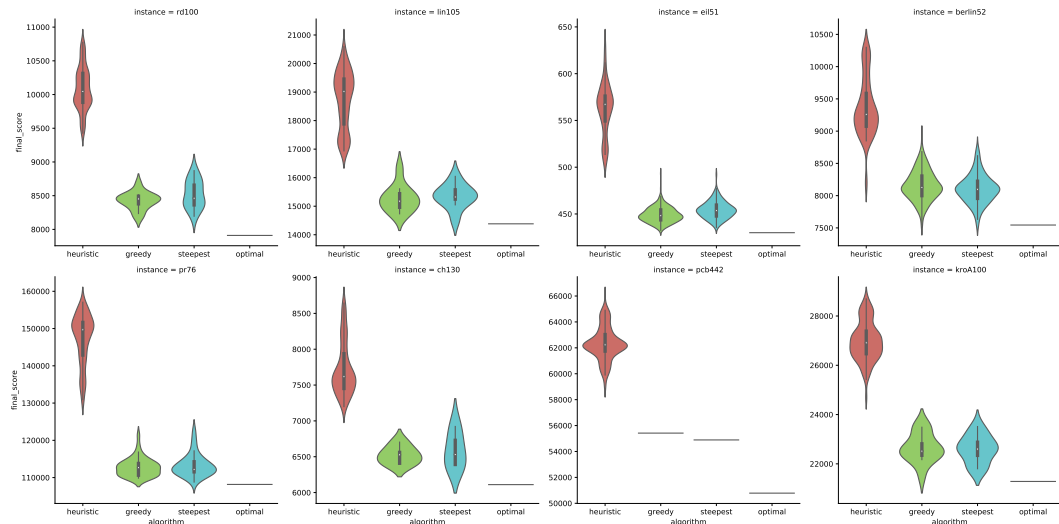 instance = rd100
11000
10500
10000
9500
9000
8500
8000
final_score
heuristic greedy steepest optimal
instance = lin105
21000
20000
19000
18000
17000
16000
15000
14000
heuristic greedy steepest optimal
instance = eil51
650
600
550
500
450
heuristic greedy steepest optimal
instance = berlin52
10500
10000
9500
9000
8500
8000
7500
heuristic greedy steepest optimal
instance = pr76
160000
150000
140000
130000
120000
110000
final_score
heuristic greedy steepest optimal
algorithm
instance = ch130
9000
8500
8000
7500
7000
6500
6000
heuristic greedy steepest optimal
algorithm
instance = pcb442
66000
64000
62000
60000
58000
56000
54000
52000
50000
heuristic greedy steepest optimal
algorithm
instance = kroA100
28000
26000
24000
22000
heuristic greedy steepest optimal
algorithm